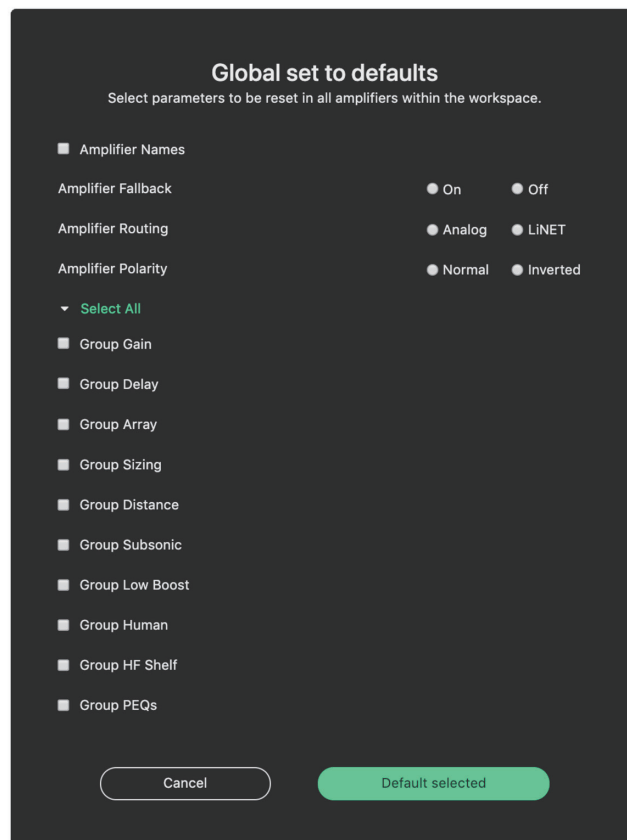 Global set to defaults
Select parameters to be reset in all amplifiers within the workspace.
Amplifier Names
Amplifier Fallback On Off
Amplifier Routing Analog LiNET
Amplifier Polarity Normal Inverted
Select All
Group Gain
Group Delay
Group Array
Group Sizing
Group Distance
Group Subsonic
Group Low Boost
Group Human
Group HF Shelf
Group PEQs
Cancel Default selected